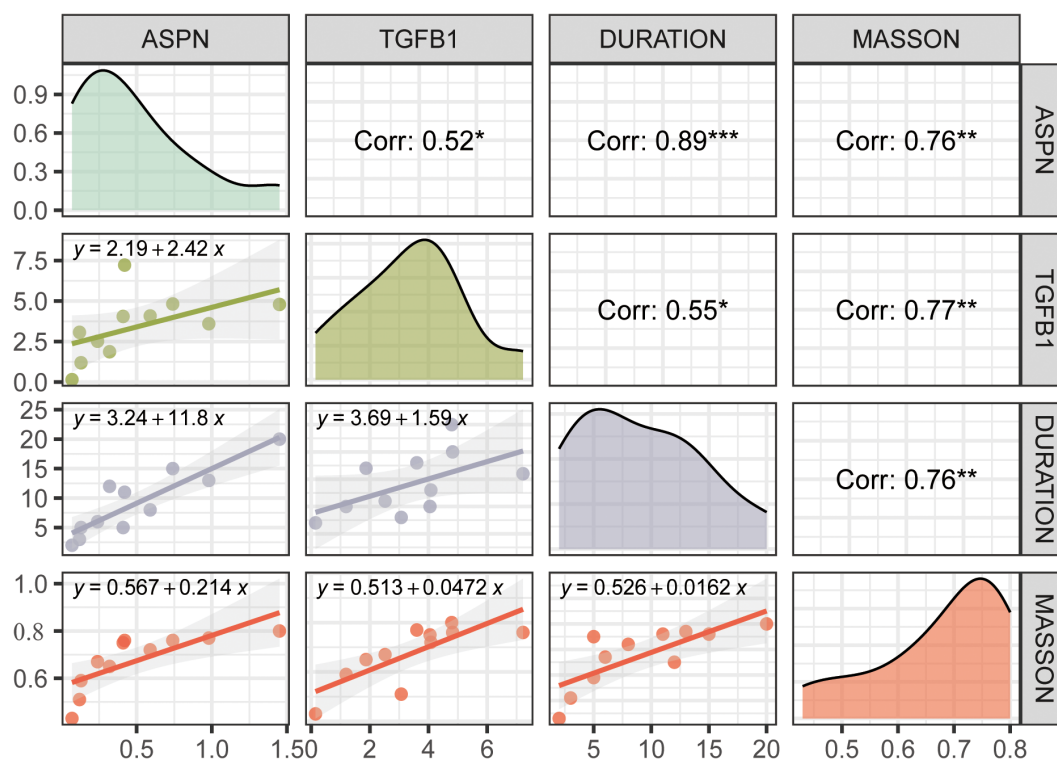 ASPN TGFB1 DURATION MASSON
0.9
0.6
0.3
0.0
Corr: 0.52*
Corr: 0.89***
Corr: 0.76**
ASPN
7.5
5.0
2.5
0.0
y = 2.19 + 2.42 x
Corr: 0.55*
Corr: 0.77**
TGFB1
25
20
15
10
5
y = 3.24 + 11.8 x
y = 3.69 + 1.59 x
Corr: 0.76**
DURATION
1.0
0.8
0.6
y = 0.567 + 0.214 x
y = 0.513 + 0.0472 x
y = 0.526 + 0.0162 x
MASSON
0.5 1.0 1.5
0 2 4 6
5 10 15 20
0.5 0.6 0.7 0.8